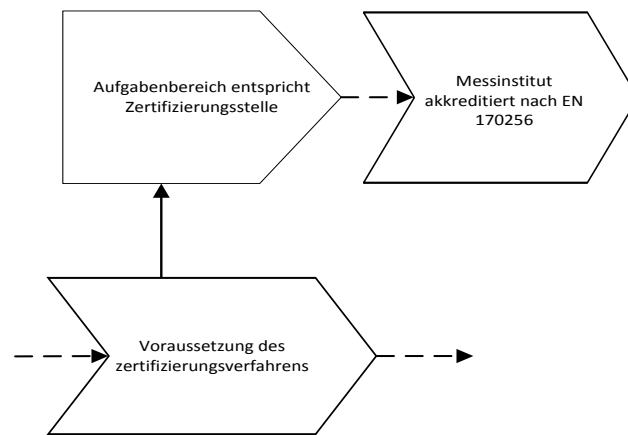 Aufgabenbereich entspricht
Zertifizierungsstelle
Messinstitut
akkreditiert nach EN
170256
Voraussetzung des
zertifizierungsverfahrens